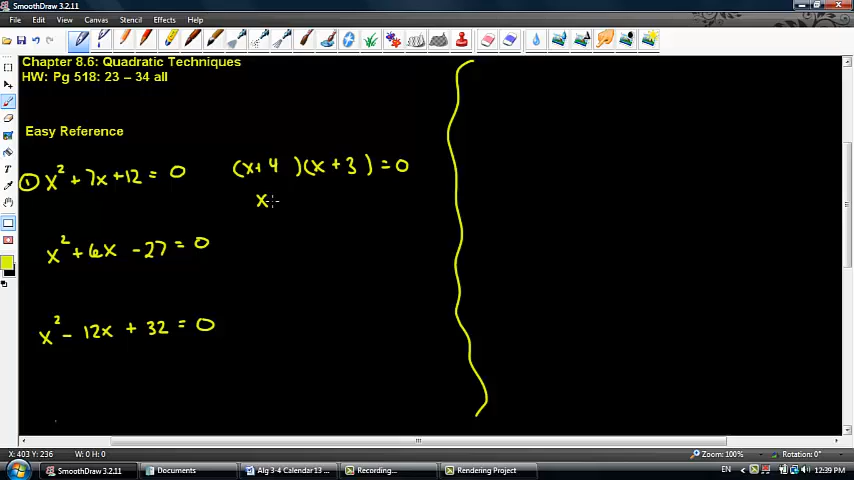 SmoothDraw 3.2.11
File Edit View Canvas Stencil Effects Help
Chapter 8.6: Quadratic Techniques
HW: Pg 518: 23 – 34 all
Easy Reference
① x² + 7x + 12 = 0 (x + 4 )(x + 3 ) = 0
x =
x² + 6x - 27 = 0
x² - 12x + 32 = 0
X: 403 Y: 236 W: 0 H: 0 Zoom: 100% Rotation: 0°
SmoothDraw 3.2.11 Documents Alg 3-4 Calendar 13 ... Recording... Rendering Project EN 12:39 PM